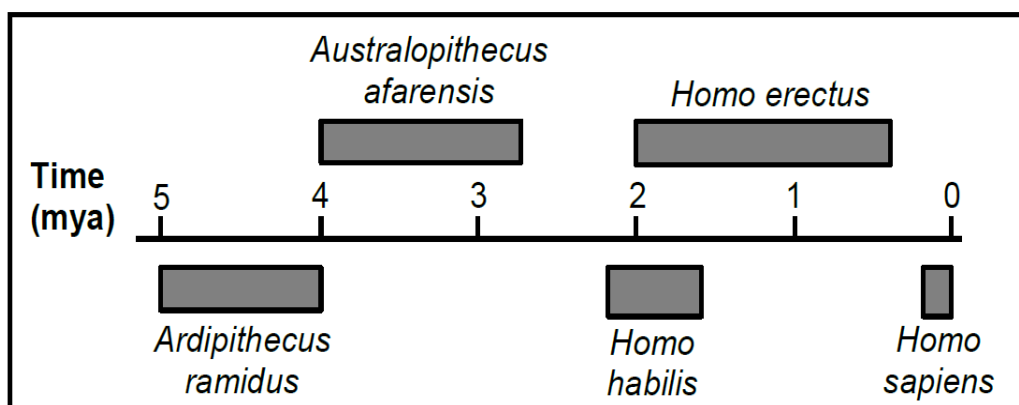 Australopithecus
afarensis
Homo erectus
Time
(mya)
5 4 3 2 1 0
Ardipithecus
ramidus
Homo
habilis
Homo
sapiens